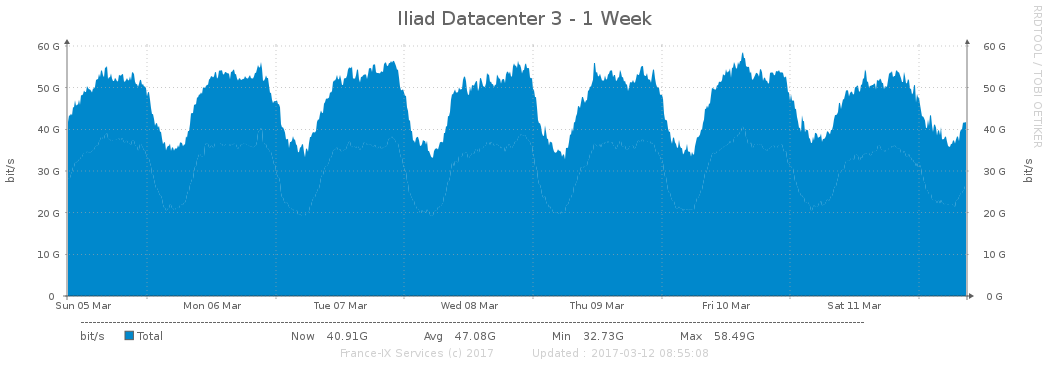 Iliad Datacenter 3 - 1 Week
RRDTOOL / TOBI OETIKER
60 G 60 G
50 G 50 G
40 G 40 G
30 G 30 G
20 G 20 G
10 G 10 G
0 0 G
bit/s bit/s
Sun 05 Mar Mon 06 Mar Tue 07 Mar Wed 08 Mar Thu 09 Mar Fri 10 Mar Sat 11 Mar
bit/s Total Now 40.91G Avg 47.08G Min 32.73G Max 58.49G
France-IX Services (c) 2017 Updated : 2017-03-12 08:55:08